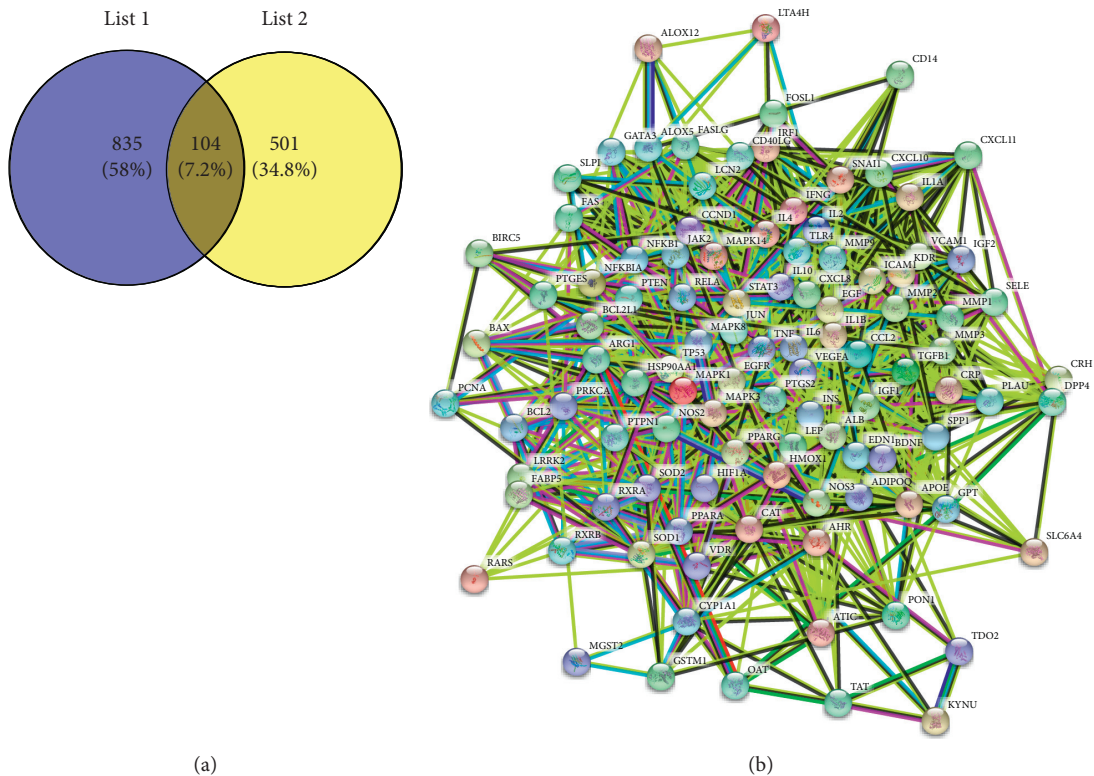 List 1
List 2
835
(58%)
104
(7.2%)
501
(34.8%)
(a)
LTA4H
ALOX12
CD14
FOSL1
GATA3
ALOX5
FASLG
IRF1
CD40LG
CXCL11
SLPI
LCN2
SNAI1
CXCL10
IL1A
FAS
IFNG
CCND1
IL4
IL2
BIRC5
NFKB1
JAK2
MAPK14
TLR4
MMP9
VCAM1
IGF2
KDR
PTGES
NFKBIA
PTEN
RELA
STAT3
IL10
CXCL8
ICAM1
SELE
EGF
MMP2
MMP1
BCL2L1
JUN
IL1B
BAX
MAPK8
TNF
IL6
CCL2
MMP3
ARG1
TP53
VEGFA
TGFB1
HSP90AA1
EGFR
CRH
PCNA
PRKCA
MAPK1
MAPK3
PTGS2
IGF1
CRP
PLAU
DPP4
BCL2
PTPN1
NOS2
INS
ALB
SPP1
PPARG
LEP
EDN1
BDNF
LRRK2
FABP5
SOD2
HIF1A
HMOX1
NOS3
ADIPOQ
APOE
GPT
RXRA
PPARA
CAT
AHR
RXRB
SOD1
VDR
SLC6A4
RARS
CYP1A1
ATIC
PON1
TDO2
MGST2
GSTM1
OAT
TAT
KYNU
(b)